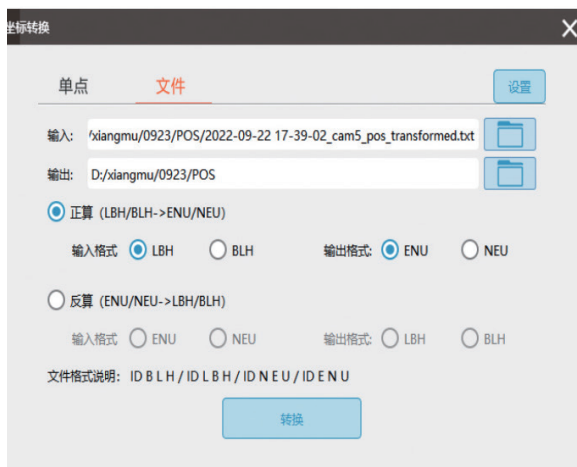 坐标转换
单点 文件 设置
输入: /xiangmu/0923/POS/2022-09-22 17-39-02_cam5_pos_transformed.txt
输出: D:/xiangmu/0923/POS
正算 (LBH/BLH->ENU/NEU)
输入格式 LBH BLH 输出格式: ENU NEU
反算 (ENU/NEU->LBH/BLH)
输入格式 ENU NEU 输出格式: LBH BLH
文件格式说明: ID B L H / ID L B H / ID N E U / ID E N U
转换